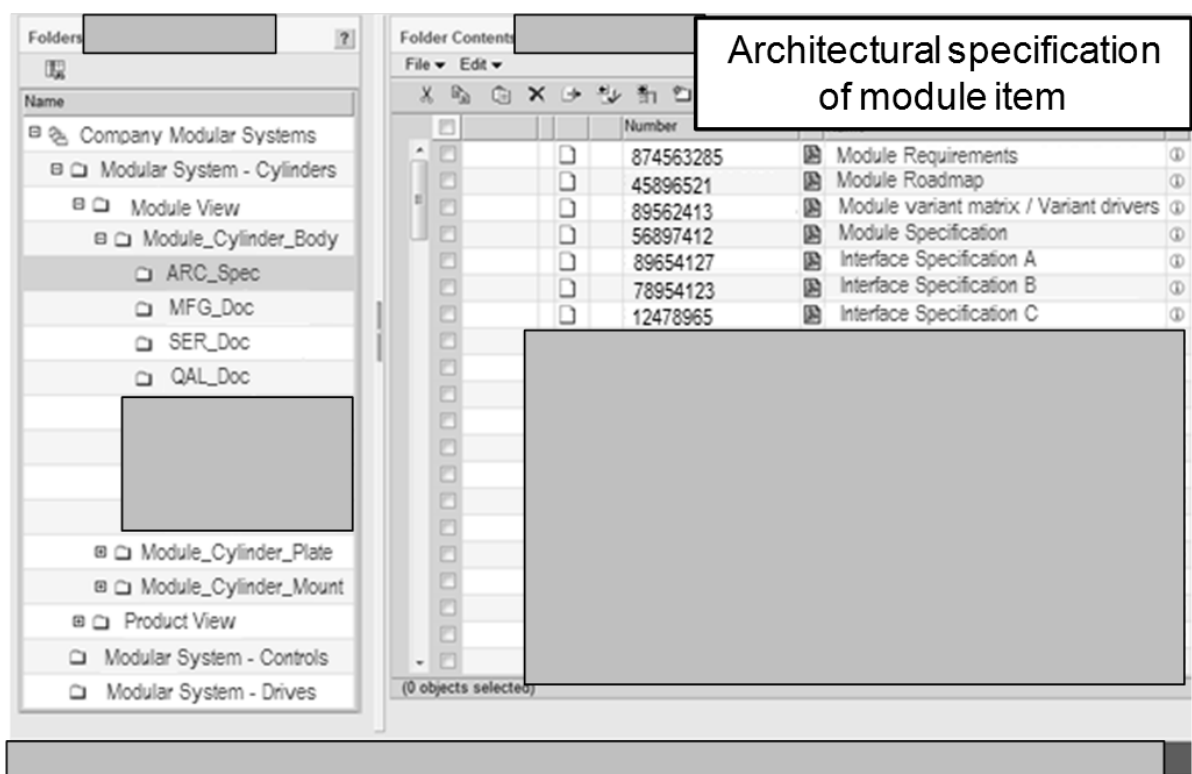 Folders
?
Name
Company Modular Systems
Modular System - Cylinders
Module View
Module_Cylinder_Body
ARC_Spec
MFG_Doc
SER_Doc
QAL_Doc
Module_Cylinder_Plate
Module_Cylinder_Mount
Product View
Modular System - Controls
Modular System - Drives
Folder Contents
File Edit
Architectural specification
of module item
Number
874563285 Module Requirements
45896521 Module Roadmap
89562413 Module variant matrix / Variant drivers
56897412 Module Specification
89654127 Interface Specification A
78954123 Interface Specification B
12478965 Interface Specification C
(0 objects selected)